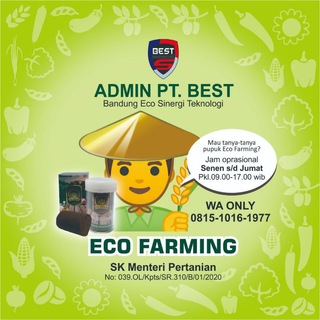 BEST
S
ADMIN PT. BEST
Bandung Eco Sinergi Teknologi
Mau tanya-tanya
pupuk Eco Farming?
Jam oprasional
Senen s/d Jumat
Pkl.09.00-17.00 wib
WA ONLY
0815-1016-1977
ECO FARMING
SK Menteri Pertanian
No: 039.OL/Kpts/SR.310/B/01/2020